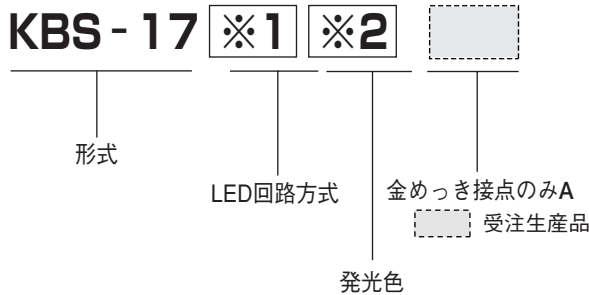 KBS-17 ※1 ※2
形式
LED回路方式
金めっき接点のみA
受注生産品
発光色